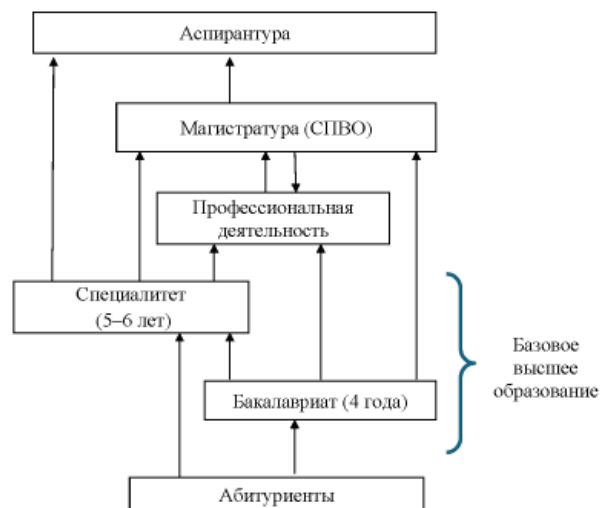 Аспирантура
Магистратура (СПВО)
Профессиональная
деятельность
Специалитет
(5–6 лет)
Базовое
высшее
образование
Бакалавриат (4 года)
Абитуриенты